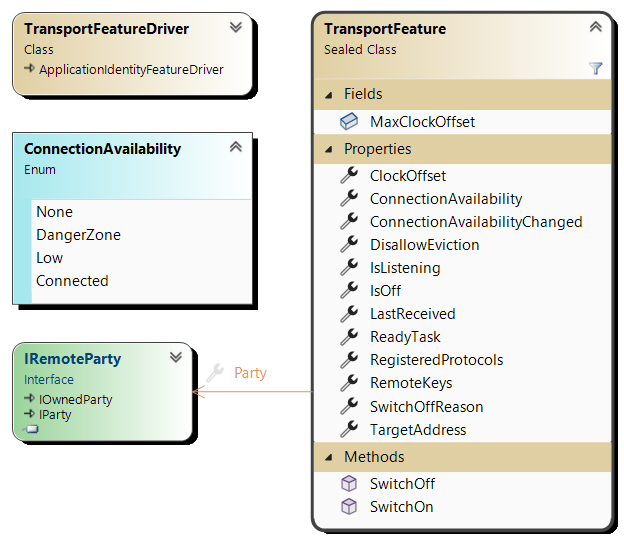 TransportFeatureDriver
Class
ApplicationIdentityFeatureDriver
ConnectionAvailability
Enum
None
DangerZone
Low
Connected
IRemoteParty
Interface
IOwnedParty
IParty
Party
TransportFeature
Sealed Class
Fields
MaxClockOffset
Properties
ClockOffset
ConnectionAvailability
ConnectionAvailabilityChanged
DisallowEviction
IsListening
IsOff
LastReceived
ReadyTask
RegisteredProtocols
RemoteKeys
SwitchOffReason
TargetAddress
Methods
SwitchOff
SwitchOn